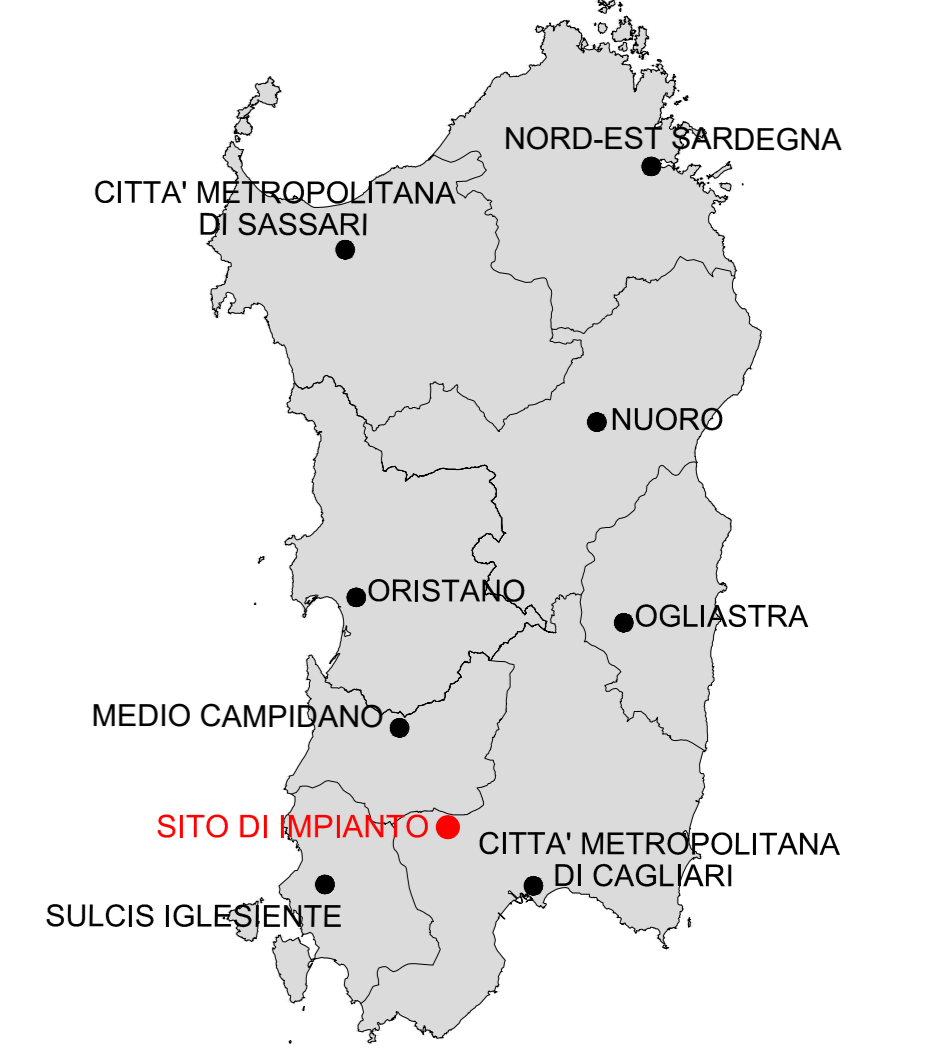 NORD-EST SARDEGNA
CITTA' METROPOLITANA
DI SASSARI
NUORO
ORISTANO
OGLIASTRA
MEDIO CAMPIDANO
SITO DI IMPIANTO
CITTA' METROPOLITANA
DI CAGLIARI
SULCIS IGLESIENTE